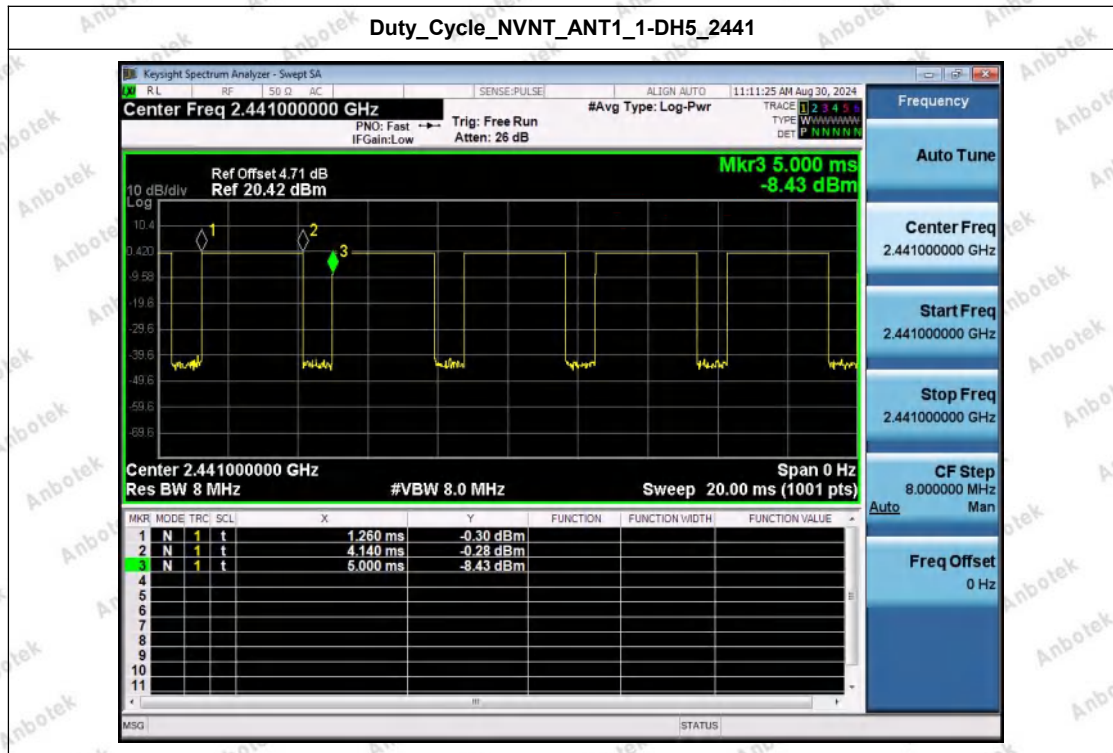 Duty_Cycle_NVNT_ANT1_1-DH5_2441
Keysight Spectrum Analyzer - Swept SA
RL RF 50 Ω AC SENSE:PULSE ALIGN AUTO 11:11:25 AM Aug 30, 2024
Center Freq 2.441000000 GHz #Avg Type: Log-Pwr TRACE 1 2 3 4 5 6
PNO: Fast Trig: Free Run TYPE WWWWWW
IFGain:Low Atten: 26 dB DET P N N N N N
Frequency
Auto Tune
Center Freq
2.441000000 GHz
Start Freq
2.441000000 GHz
Stop Freq
2.441000000 GHz
CF Step
8.000000 MHz
Auto Man
Freq Offset
0 Hz
Mkr3 5.000 ms
-8.43 dBm
Ref Offset 4.71 dB
10 dB/div Ref 20.42 dBm
Log
10.4
0.420
-9.58
-19.6
-29.6
-39.6
-49.6
-59.6
-69.6
1
2
3
Center 2.441000000 GHz Span 0 Hz
Res BW 8 MHz #VBW 8.0 MHz Sweep 20.00 ms (1001 pts)
MKR MODE TRC SCL X Y FUNCTION FUNCTION WIDTH FUNCTION VALUE
1 N 1 t 1.260 ms -0.30 dBm
2 N 1 t 4.140 ms -0.28 dBm
3 N 1 t 5.000 ms -8.43 dBm
4
5
6
7
8
9
10
11
MSG STATUS
Anbotek